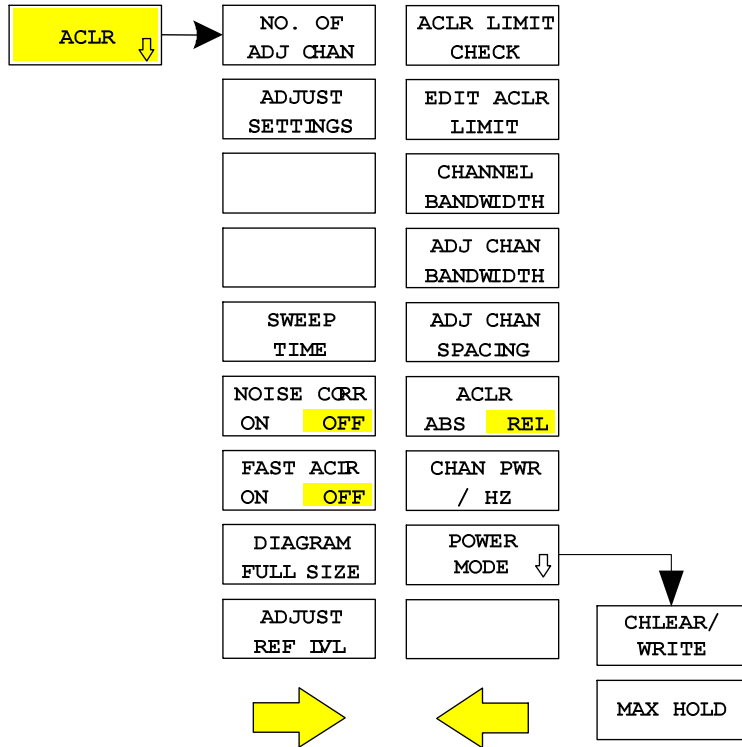 ACLR
NO. OF
ADJ CHAN
ADJUST
SETTINGS
SWEEP
TIME
NOISE CORR
ON OFF
FAST ACLR
ON OFF
DIAGRAM
FULL SIZE
ADJUST
REF LVL
ACLR LIMIT
CHECK
EDIT ACLR
LIMIT
CHANNEL
BANDWIDTH
ADJ CHAN
BANDWIDTH
ADJ CHAN
SPACING
ACLR
ABS REL
CHAN PWR
/ HZ
POWER
MODE
CHLEAR/
WRITE
MAX HOLD